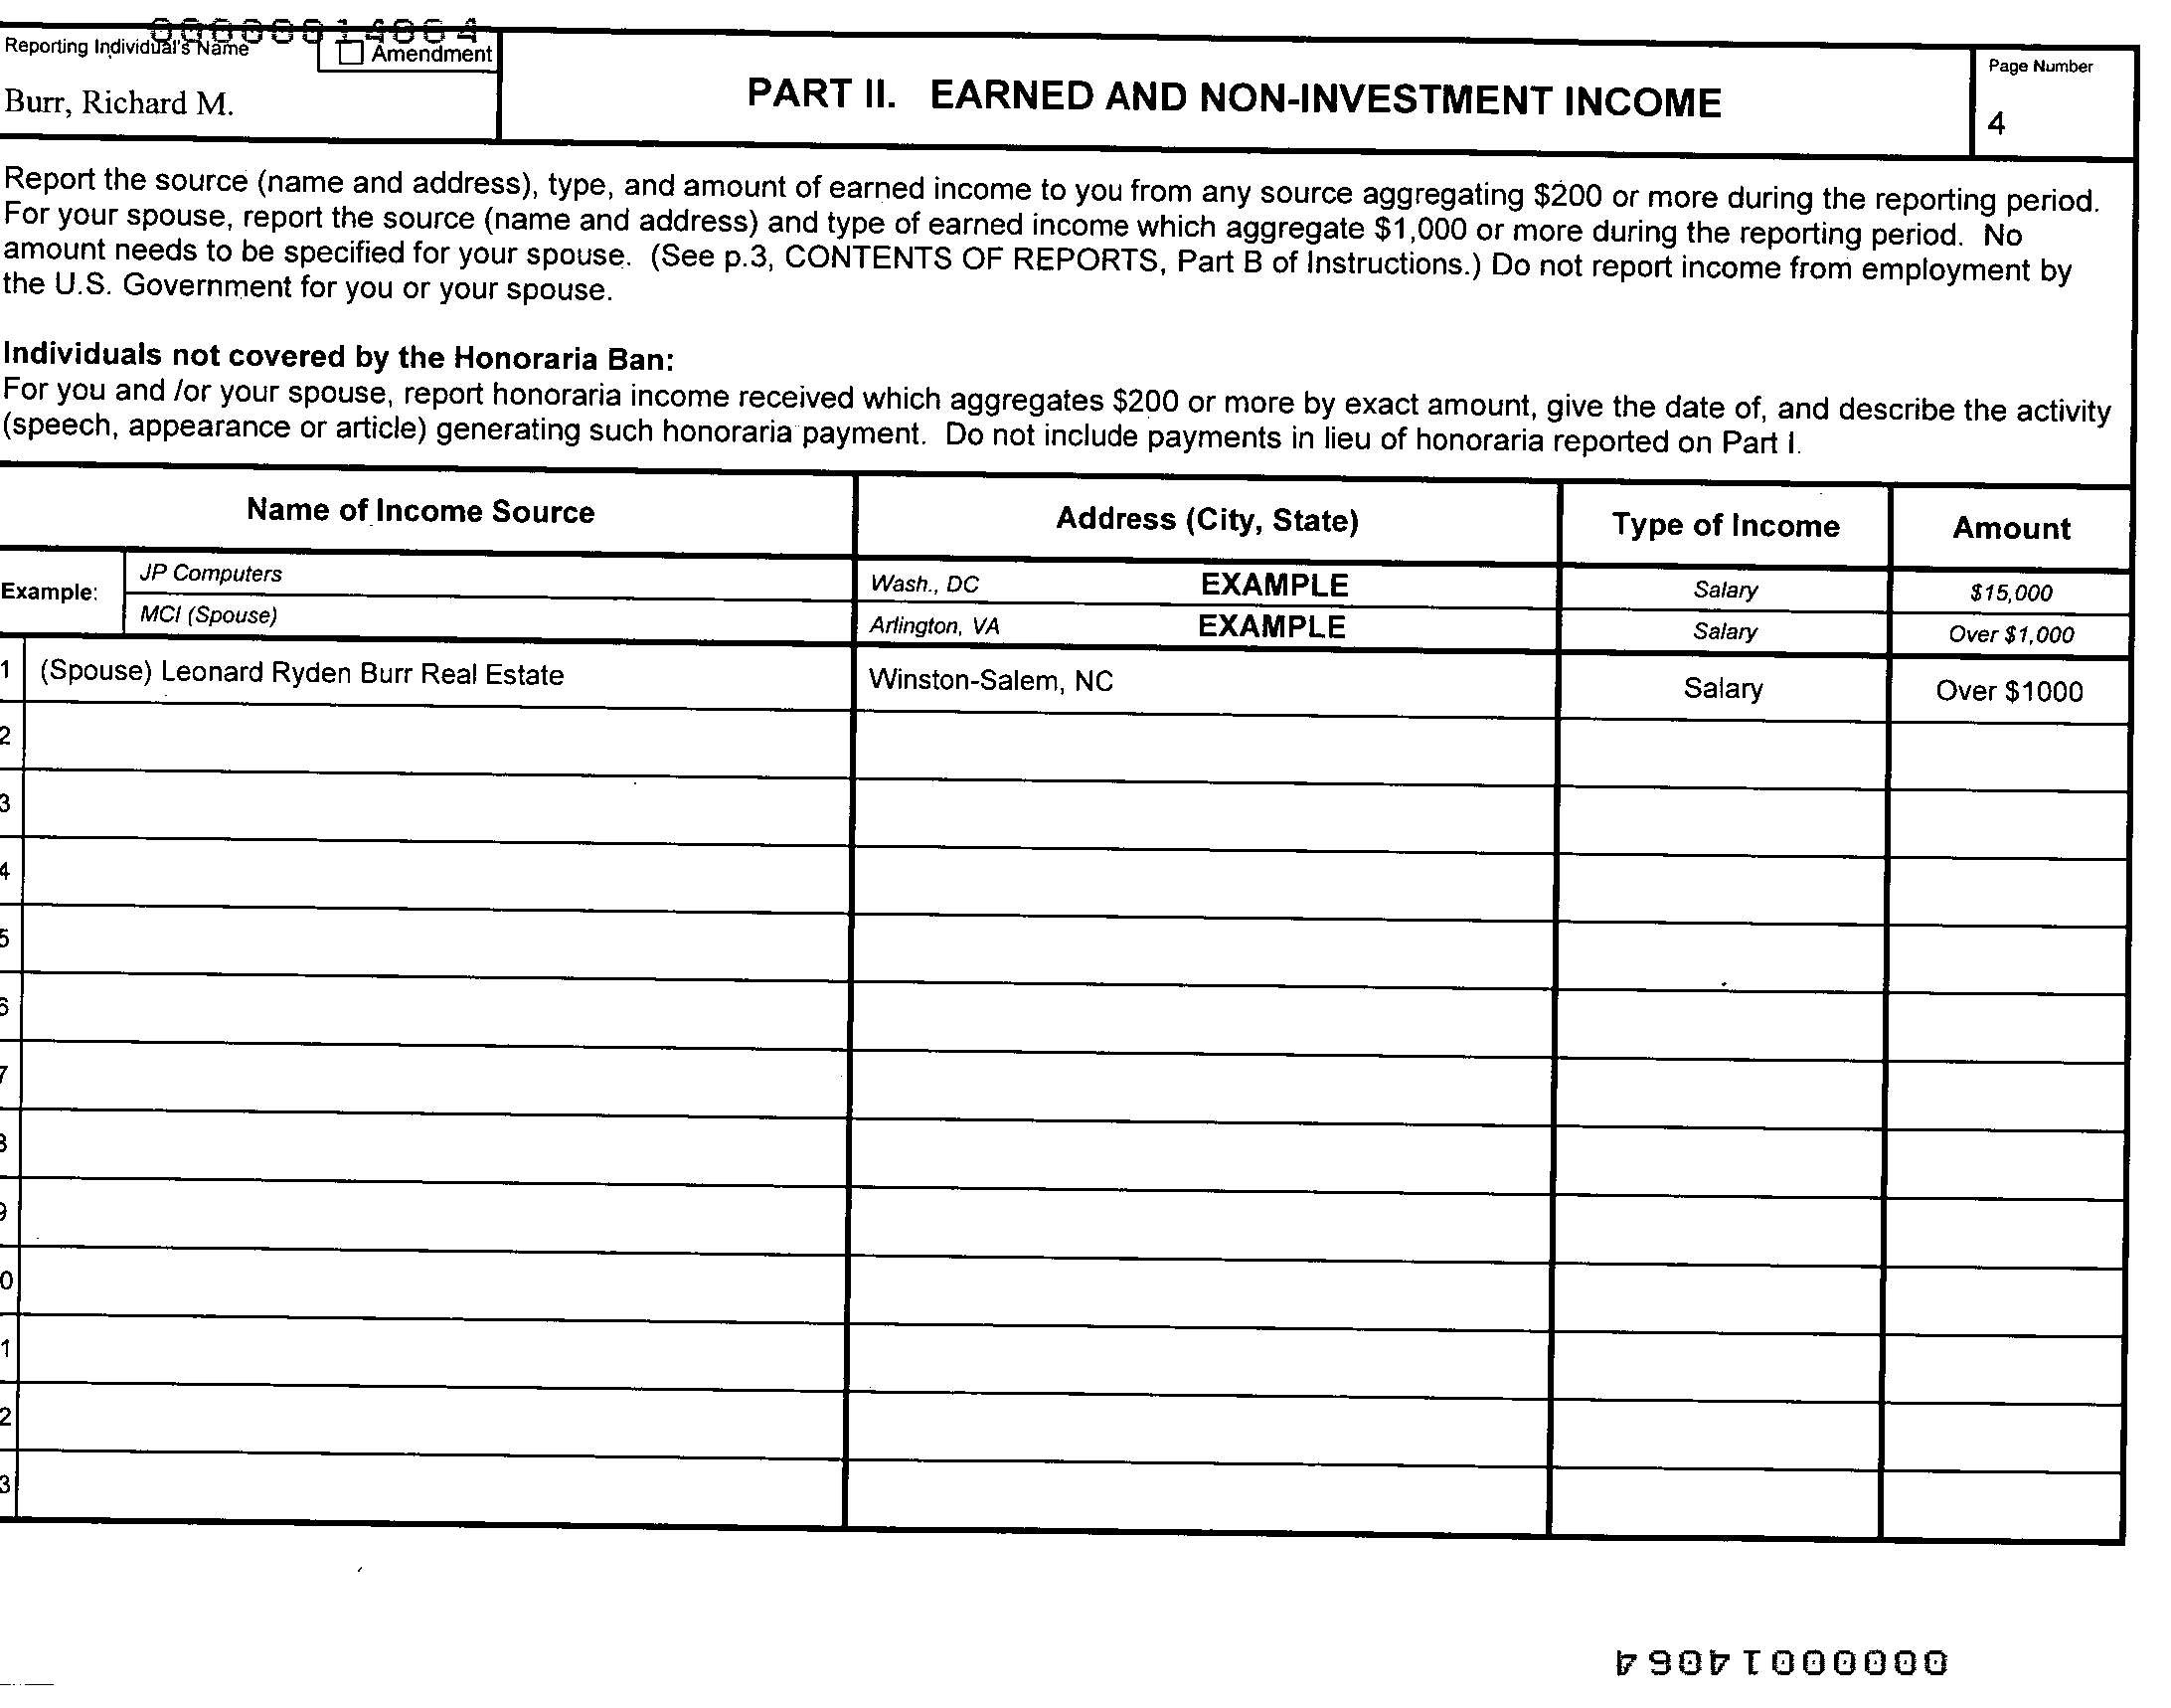 000000014064
Reporting Individual's Name
Amendment
Burr, Richard M.
PART II. EARNED AND NON-INVESTMENT INCOME
Page Number
4
Report the source (name and address), type, and amount of earned income to you from any source aggregating $200 or more during the reporting period.
For your spouse, report the source (name and address) and type of earned income which aggregate $1,000 or more during the reporting period. No
amount needs to be specified for your spouse. (See p.3, CONTENTS OF REPORTS, Part B of Instructions.) Do not report income from employment by
the U.S. Government for you or your spouse.
Individuals not covered by the Honoraria Ban:
For you and /or your spouse, report honoraria income received which aggregates $200 or more by exact amount, give the date of, and describe the activity
(speech, appearance or article) generating such honoraria payment. Do not include payments in lieu of honoraria reported on Part I.
Name of Income Source Address (City, State) Type of Income Amount
Example: JP Computers Wash., DC EXAMPLE Salary $15,000
MCI (Spouse) Arlington, VA EXAMPLE Salary Over $1,000
1 (Spouse) Leonard Ryden Burr Real Estate Winston-Salem, NC Salary Over $1000
2
3
4
5
6
7
8
9
0
1
2
3
000000014064